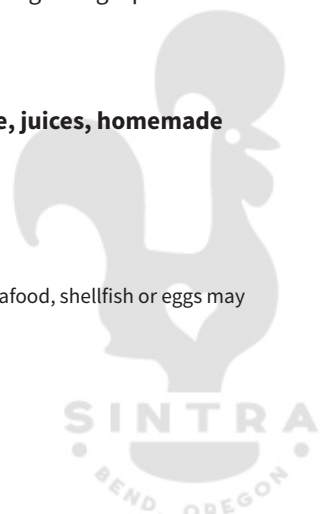 e, juices, homemade
afood, shellfish or eggs may
SINTRA
BEND, OREGON